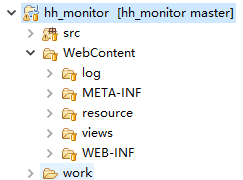 hh_monitor [hh_monitor master]
src
WebContent
log
META-INF
resource
views
WEB-INF
work